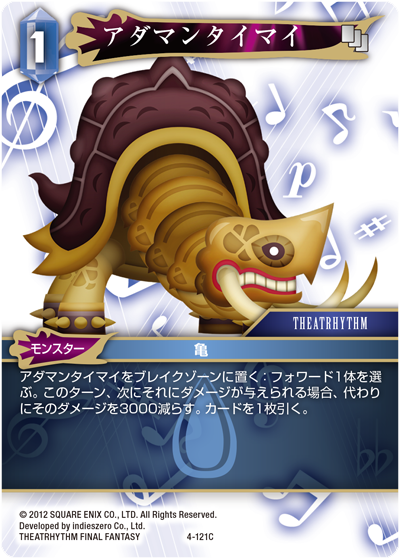 1
アダマンタイマイ
p
THEATRHYTHM
モンスター
亀
アダマンタイマイをブレイクゾーンに置く：フォワード1体を選
ぶ。このターン、次にそれにダメージが与えられる場合、代わり
にそのダメージを3000減らす。カードを1枚引く。
© 2012 SQUARE ENIX CO., LTD. All Rights Reserved.
Developed by indieszero Co., Ltd.
THEATRHYTHM FINAL FANTASY 4-121C